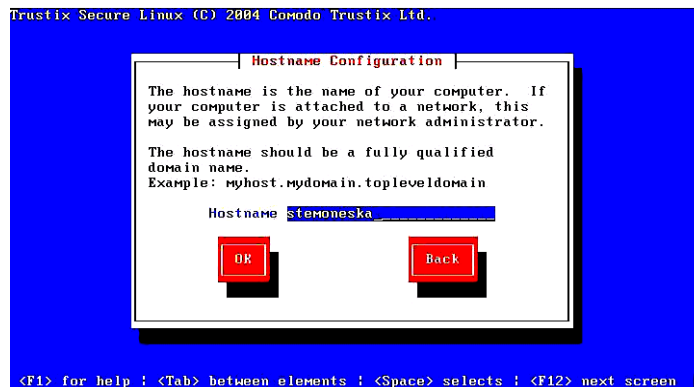 Trustix Secure Linux (C) 2004 Comodo Trustix Ltd.
Hostname Configuration
The hostname is the name of your computer. If
your computer is attached to a network, this
may be assigned by your network administrator.
The hostname should be a fully qualified
domain name.
Example: myhost.mydomain.topleveldomain
Hostname stemoneska_____________
OK Back
<F1> for help ¦ <Tab> between elements ¦ <Space> selects ¦ <F12> next screen